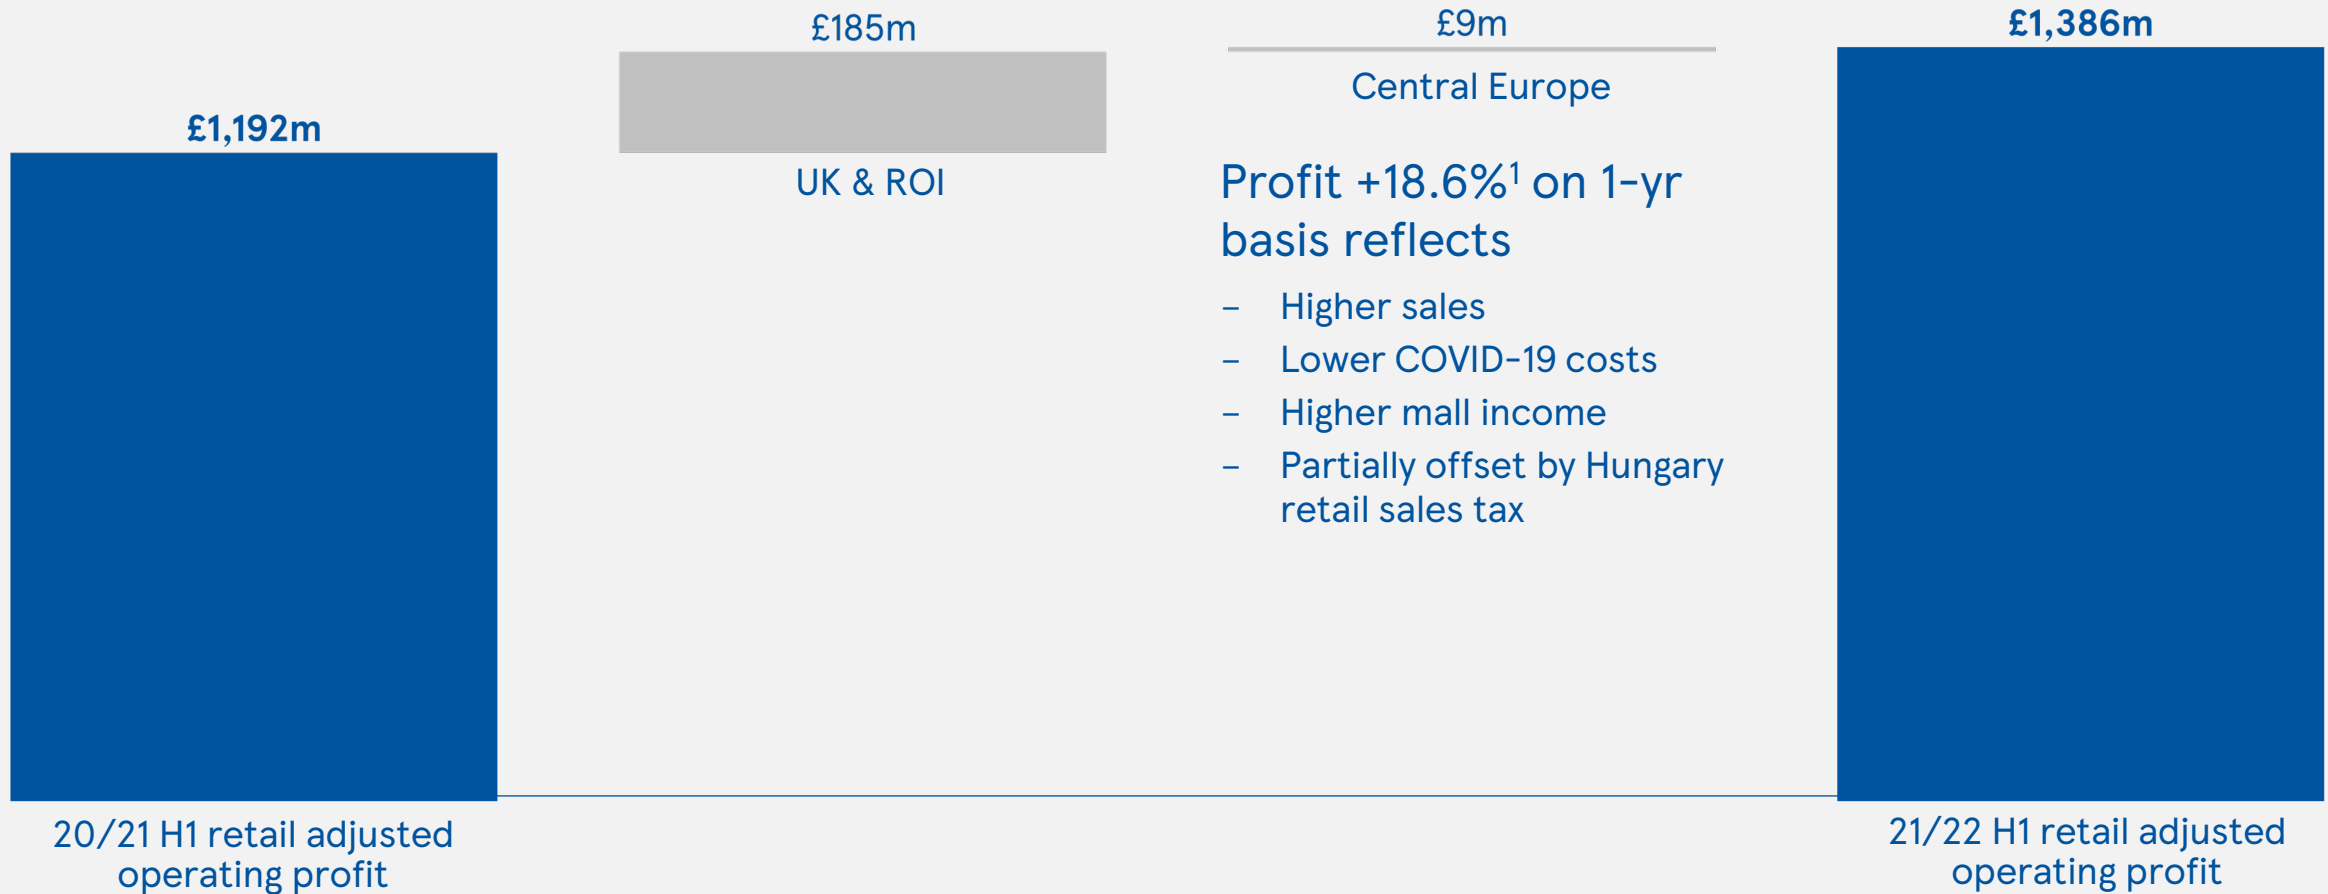 £1,192m
20/21 H1 retail adjusted
operating profit
£185m
UK & ROI
£9m
Central Europe
Profit +18.6%¹ on 1-yr
basis reflects
– Higher sales
– Lower COVID-19 costs
– Higher mall income
– Partially offset by Hungary
retail sales tax
£1,386m
21/22 H1 retail adjusted
operating profit